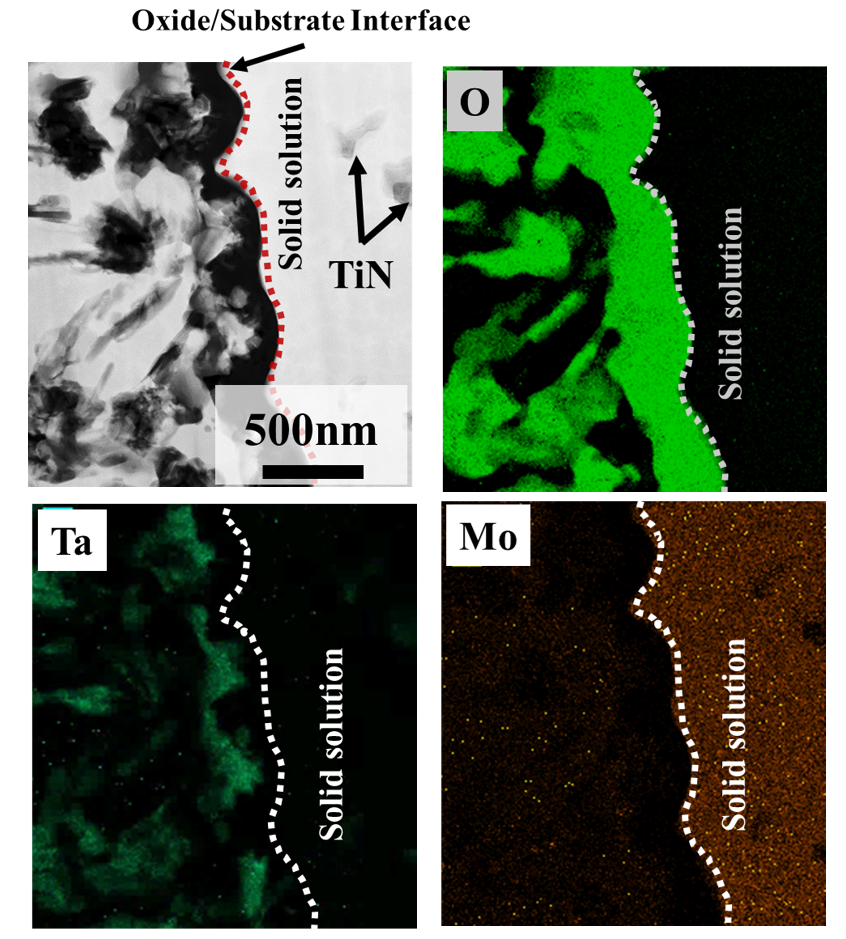 Oxide/Substrate Interface
Solid solution
TiN
500nm
O
Solid solution
Ta
Solid solution
Mo
Solid solution